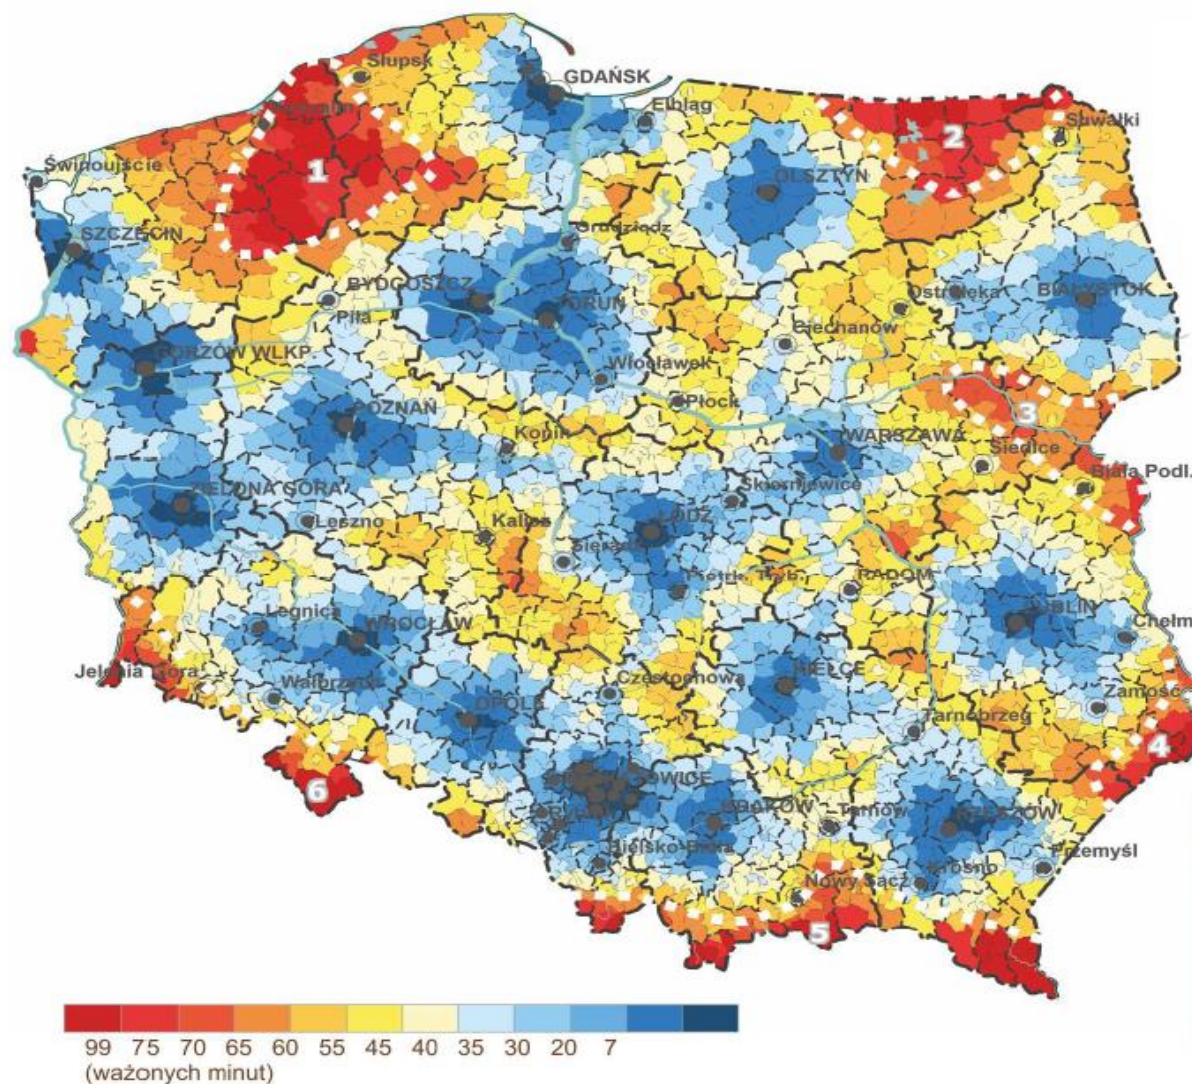 GDAŃSK
Słupsk
Elbląg
Suwałki
1
2
Świnoujście
OLSZTYN
SZCZECIN
Grudziądz
BYDGOSZCZ
TORUŃ
Piła
Ostrołęka
BIAŁYSTOK
Ciechanów
GORZÓW WLKP.
Włocławek
Płock
3
POZNAŃ
Konin
WARSZAWA
Siedlce
Biała Podl.
ZIELONA GÓRA
Leszno
Kalisz
ŁÓDŹ
Skierniewice
Sieradz
Piotrk. Tryb.
RADOM
Legnica
WROCŁAW
LUBLIN
Chełm
Jelenia Góra
Wałbrzych
OPOLE
Częstochowa
KIELCE
Zamość
Tarnobrzeg
4
6
KRAKÓW
Tarnów
RZESZÓW
Bielsko-Biała
Przemyśl
Nowy Sącz
Krosno
5
99 75 70 65 60 55 45 40 35 30 20 7
(ważonych minut)